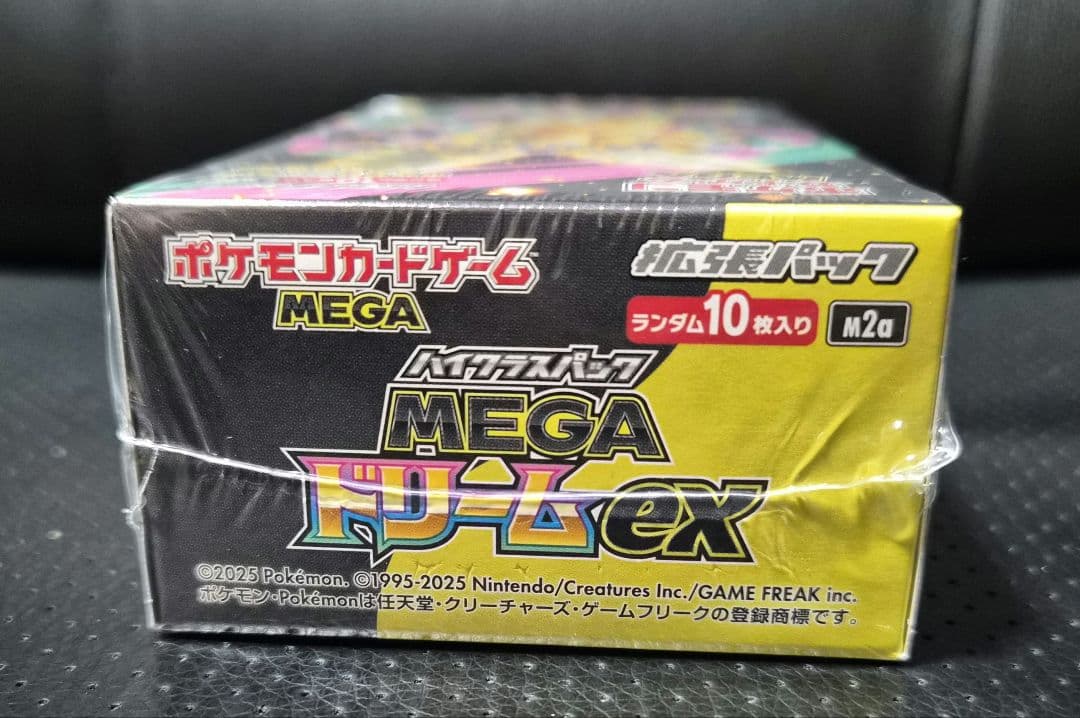 ポケモンカードゲーム
MEGA
拡張パック
ランダム10枚入り
M2a
ハイクラスパック
MEGA
ドリームex
©2025 Pokémon. ©1995-2025 Nintendo/Creatures Inc./GAME FREAK inc.
ポケモン・Pokémonは任天堂・クリーチャーズ・ゲームフリークの登録商標です。